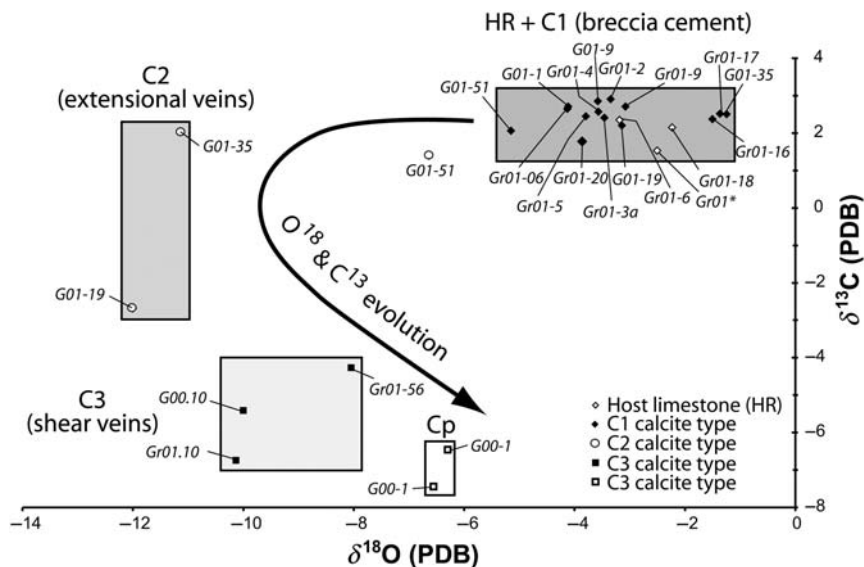 HR + C1 (breccia cement)
C2
(extensional veins)
G01-9
Gr01-4
Gr01-2
Gr01-17
G01-1
Gr01-9
G01-35
G01-51
G01-35
Gr01-16
G01-51
Gr01-06
Gr01-20
G01-19
Gr01-18
Gr01-5
Gr01-6
Gr01*
Gr01-3a
O18 & C13 evolution
G01-19
C3
(shear veins)
G00.10
Gr01-56
Gr01.10
Cp
G00-1
G00-1
Host limestone (HR)
C1 calcite type
C2 calcite type
C3 calcite type
C3 calcite type
4
2
0
−2
−4
−6
−8
δ13C (PDB)
−14 −12 −10 −8 −6 −4 −2 0
δ18O (PDB)